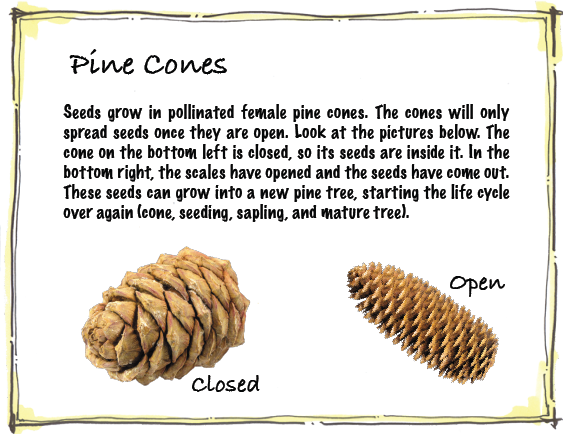 Pine Cones
Seeds grow in pollinated female pine cones. The cones will only
spread seeds once they are open. Look at the pictures below. The
cone on the bottom left is closed, so its seeds are inside it. In the
bottom right, the scales have opened and the seeds have come out.
These seeds can grow into a new pine tree, starting the life cycle
over again (cone, seeding, sapling, and mature tree).
Open
Closed